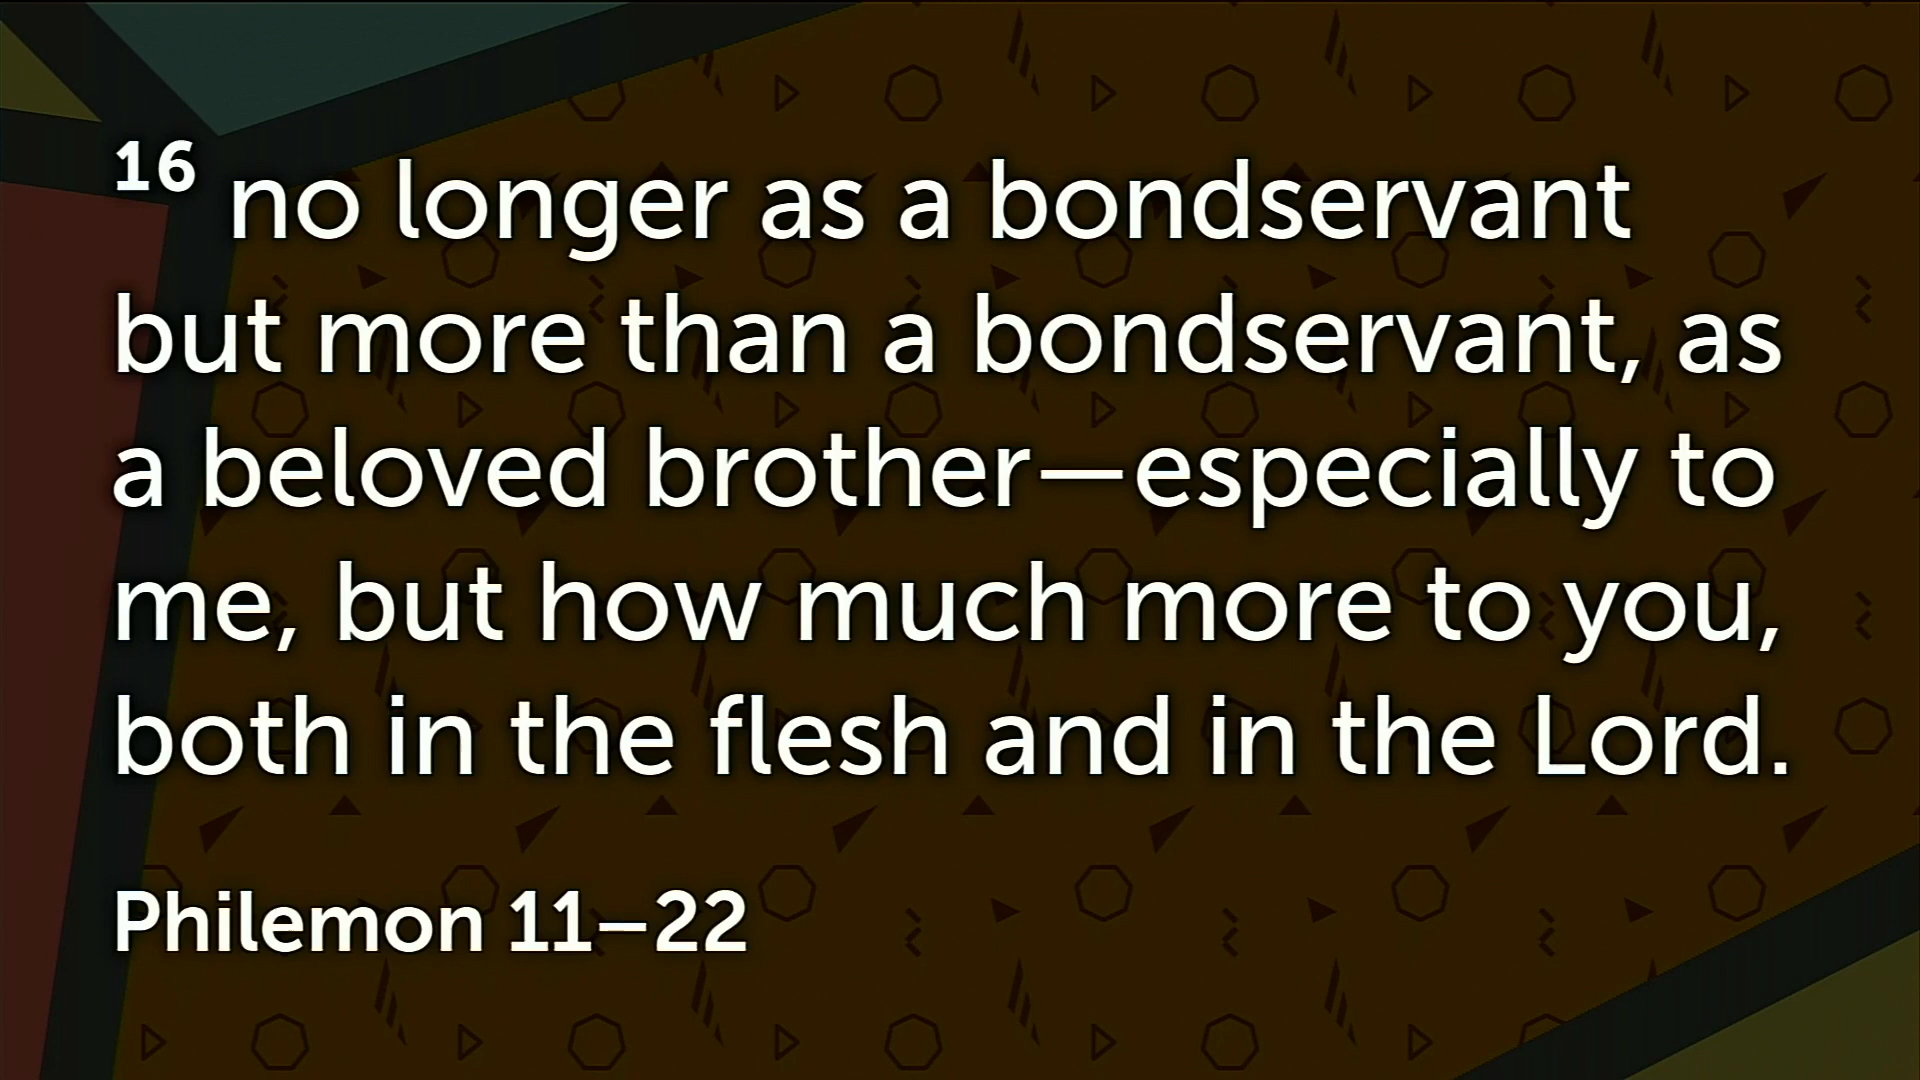 16 no longer as a bondservant
but more than a bondservant, as
a beloved brother—especially to
me, but how much more to you,
both in the flesh and in the Lord.
Philemon 11–22